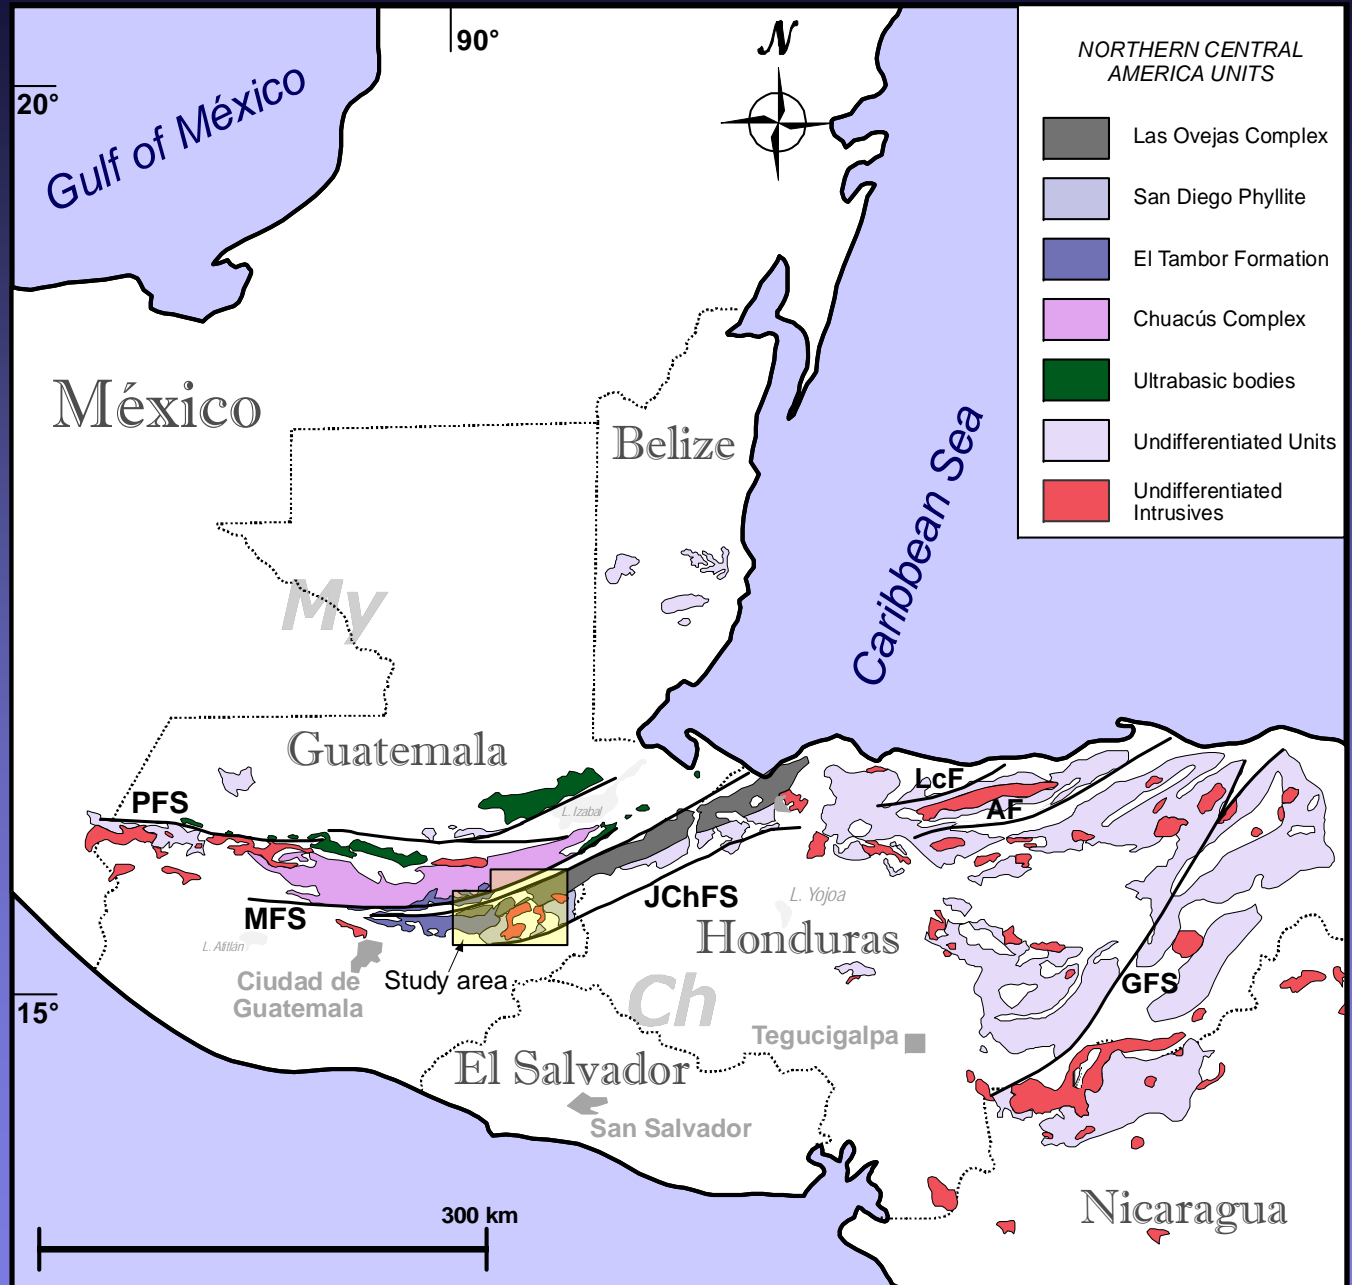 90°
N
20°
Gulf of México
NORTHERN CENTRAL
AMERICA UNITS
Las Ovejas Complex
San Diego Phyllite
El Tambor Formation
Chuacús Complex
Ultrabasic bodies
Undifferentiated Units
Undifferentiated
Intrusives
México
Belize
Caribbean Sea
My
Guatemala
PFS
L. Izabal
LcF
AF
MFS
JChFS
L. Yojoa
Honduras
L. Atitlán
Ciudad de
Guatemala
Study area
Ch
GFS
15°
Tegucigalpa
El Salvador
San Salvador
Nicaragua
300 km